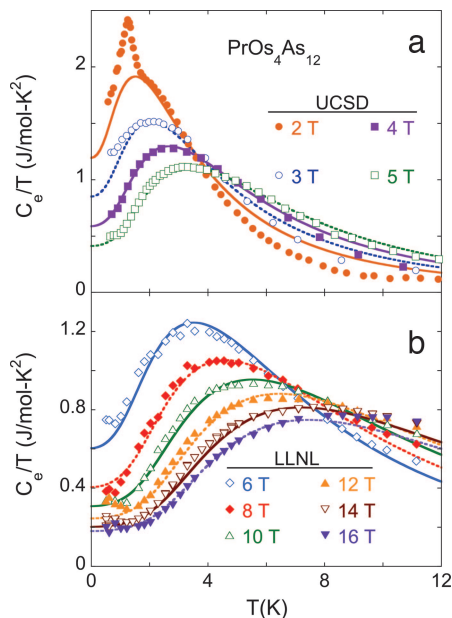 a
PrOs₄As₁₂
UCSD
2 T
4 T
3 T
5 T
Cₑ/T (J/mol-K²)
2
1
0
b
LLNL
6 T
12 T
8 T
14 T
10 T
16 T
Cₑ/T (J/mol-K²)
1.2
0.8
0.4
0
0
4
8
12
T(K)